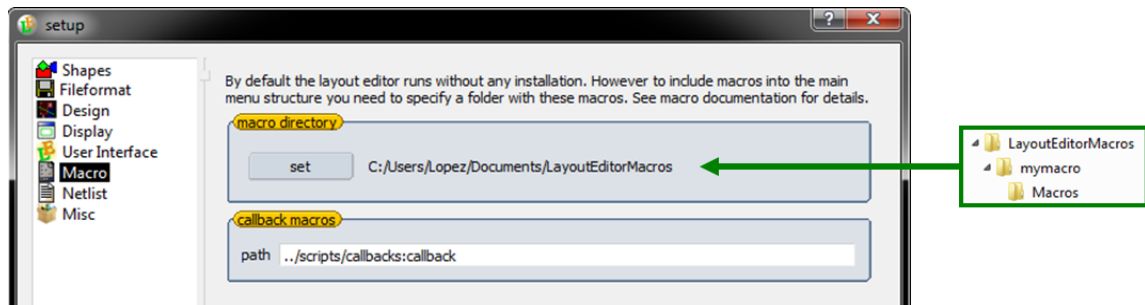 setup
?
x
Shapes
Fileformat
Design
Display
User Interface
Macro
Netlist
Misc
By default the layout editor runs without any installation. However to include macros into the main
menu structure you need to specify a folder with these macros. See macro documentation for details.
macro directory
set C:/Users/Lopez/Documents/LayoutEditorMacros
callback macros
path ../scripts/callbacks:callback
LayoutEditorMacros
mymacro
Macros